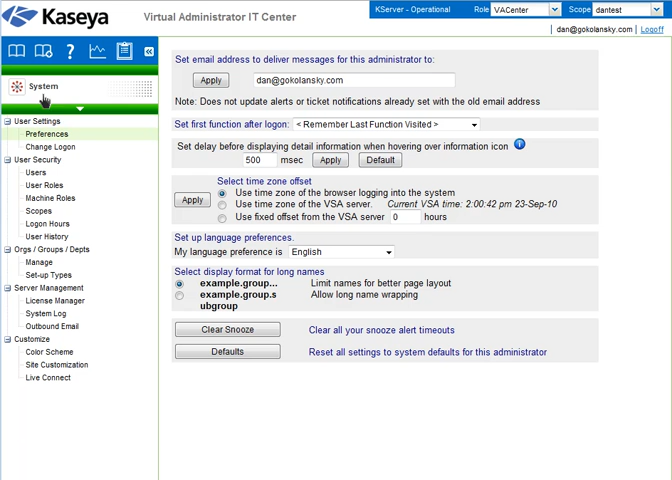 Kaseya
Virtual Administrator IT Center
KServer - Operational Role VACenter Scope dantest
dan@gokolansky.com Logoff
?
System
User Settings
Preferences
Change Logon
User Security
Users
User Roles
Machine Roles
Scopes
Logon Hours
User History
Orgs / Groups / Depts
Manage
Set-up Types
Server Management
License Manager
System Log
Outbound Email
Customize
Color Scheme
Site Customization
Live Connect
Set email address to deliver messages for this administrator to:
Apply dan@gokolansky.com
Note: Does not update alerts or ticket notifications already set with the old email address
Set first function after logon: < Remember Last Function Visited >
Set delay before displaying detail information when hovering over information icon
500 msec Apply Default
Select time zone offset
Apply
Use time zone of the browser logging into the system
Use time zone of the VSA server. Current VSA time: 2:00:42 pm 23-Sep-10
Use fixed offset from the VSA server 0 hours
Set up language preferences.
My language preference is English
Select display format for long names
example.group... Limit names for better page layout
example.group.s Allow long name wrapping
ubgroup
Clear Snooze Clear all your snooze alert timeouts
Defaults Reset all settings to system defaults for this administrator